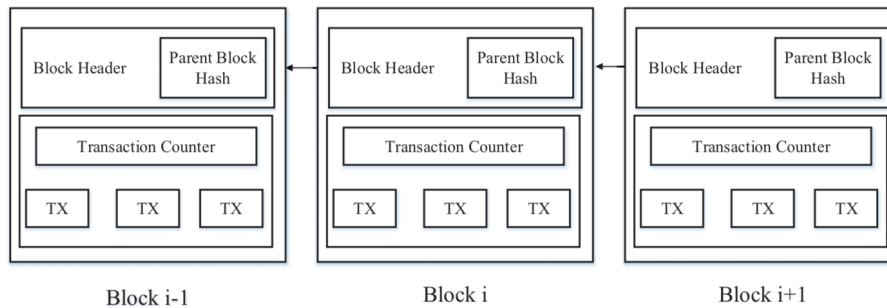 Block Header
Parent Block
Hash
Transaction Counter
TX TX TX
Block i-1
Block Header
Parent Block
Hash
Transaction Counter
TX TX TX
Block i
Block Header
Parent Block
Hash
Transaction Counter
TX TX TX
Block i+1